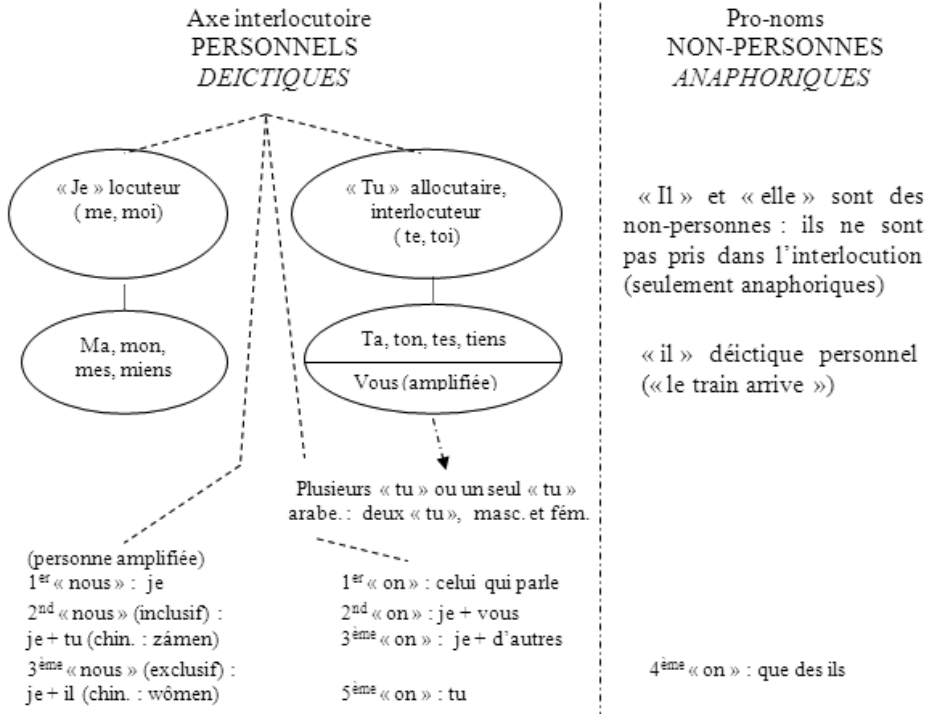 Axe interlocutoire
PERSONNELS
DEICTIQUES
Pro-noms
NON-PERSONNES
ANAPHORIQUES
« Je » locuteur
( me, moi)
« Tu » allocutaire,
interlocuteur
( te, toi)
« Il » et « elle » sont des
non-personnes : ils ne sont
pas pris dans l’interlocution
(seulement anaphoriques)
Ma, mon,
mes, miens
Ta, ton, tes, tiens
Vous (amplifiée)
« il » déictique personnel
(« le train arrive »)
Plusieurs « tu » ou un seul « tu »
arabe. : deux « tu », masc. et fém.
(personne amplifiée)
1er « nous » : je
2nd « nous » (inclusif) :
je + tu (chin. : zámen)
3ème « nous » (exclusif) :
je + il (chin. : wômen)
1er « on » : celui qui parle
2nd « on » : je + vous
3ème « on » : je + d’autres
5ème « on » : tu
4ème « on » : que des ils